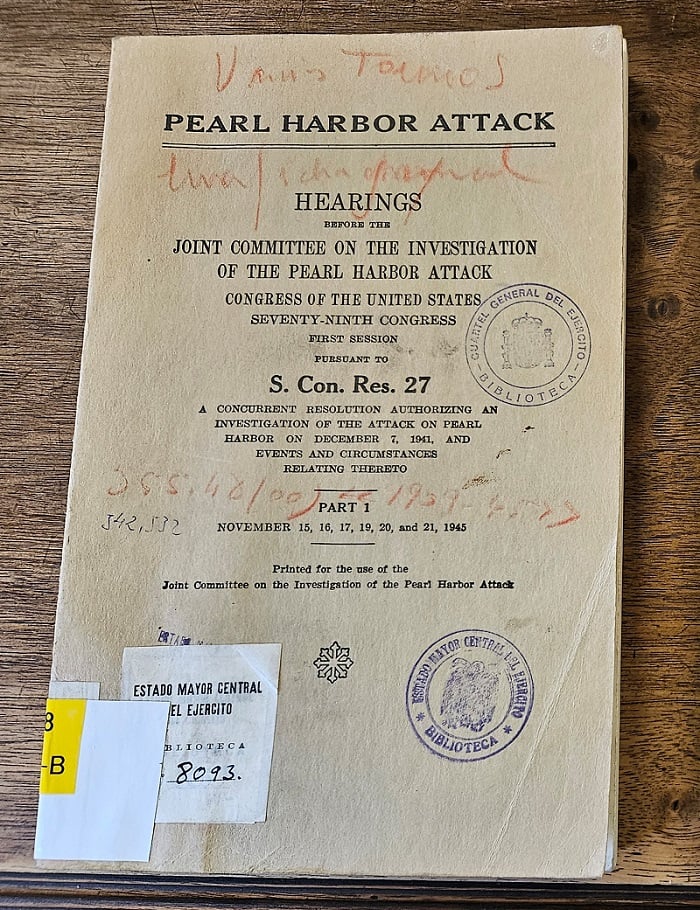 Varios Tomos
PEARL HARBOR ATTACK
HEARINGS
BEFORE THE
JOINT COMMITTEE ON THE INVESTIGATION
OF THE PEARL HARBOR ATTACK
CONGRESS OF THE UNITED STATES
SEVENTY-NINTH CONGRESS
FIRST SESSION
PURSUANT TO
S. Con. Res. 27
A CONCURRENT RESOLUTION AUTHORIZING AN
INVESTIGATION OF THE ATTACK ON PEARL
HARBOR ON DECEMBER 7, 1941, AND
EVENTS AND CIRCUMSTANCES
RELATING THERETO
CUARTEL GENERAL DEL EJERCITO
- BIBLIOTECA -
PART 1
342,532
NOVEMBER 15, 16, 17, 19, 20, and 21, 1945
Printed for the use of the
Joint Committee on the Investigation of the Pearl Harbor Attack
ESTADO MAYOR CENTRAL DEL EJERCITO
* BIBLIOTECA *
ESTADO MAYOR CENTRAL
EL EJERCITO
BLIOTECA
8093.
8
-B